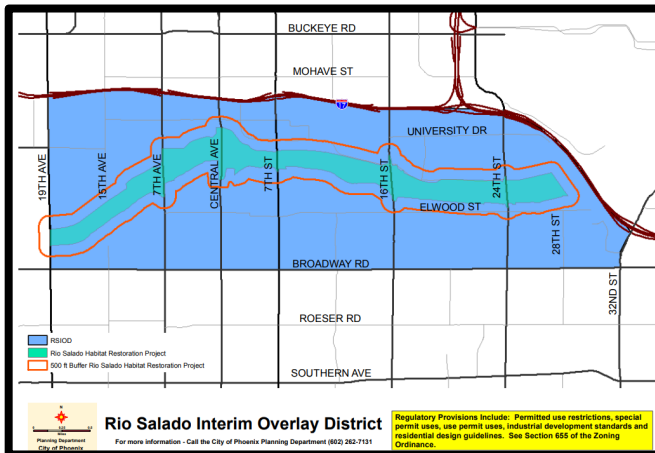 BUCKEYE RD
MOHAVE ST
17
UNIVERSITY DR
19TH AVE
15TH AVE
7TH AVE
CENTRAL AVE
7TH ST
16TH ST
24TH ST
ELWOOD ST
28TH ST
32ND ST
BROADWAY RD
ROESER RD
SOUTHERN AVE
RSIOD
Rio Salado Habitat Restoration Project
500 ft Buffer Rio Salado Habitat Restoration Project
N
Miles
Planning Department
City of Phoenix
Rio Salado Interim Overlay District
For more information - Call the City of Phoenix Planning Department (602) 262-7131
Regulatory Provisions Include: Permitted use restrictions, special
permit uses, use permit uses, industrial development standards and
residential design guidelines. See Section 655 of the Zoning
Ordinance.